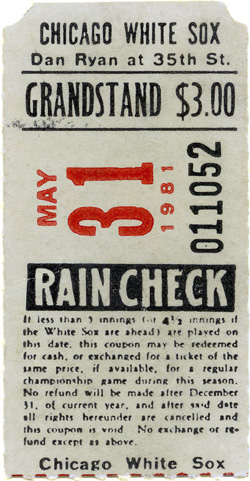 CHICAGO WHITE SOX
Dan Ryan at 35th St.
GRANDSTAND $3.00
MAY 31 1981
011052
RAIN CHECK
If less than 5 innings (or 4½ innings if
the White Sox are ahead) are played on
this date, this coupon may be redeemed
for cash, or exchanged for a ticket of the
same price, if available, for a regular
championship game during this season.
No refund will be made after December
31, of current year, and after said date
all rights hereunder are cancelled and
this coupon is void. No exchange or re-
fund except as above.
Chicago White Sox